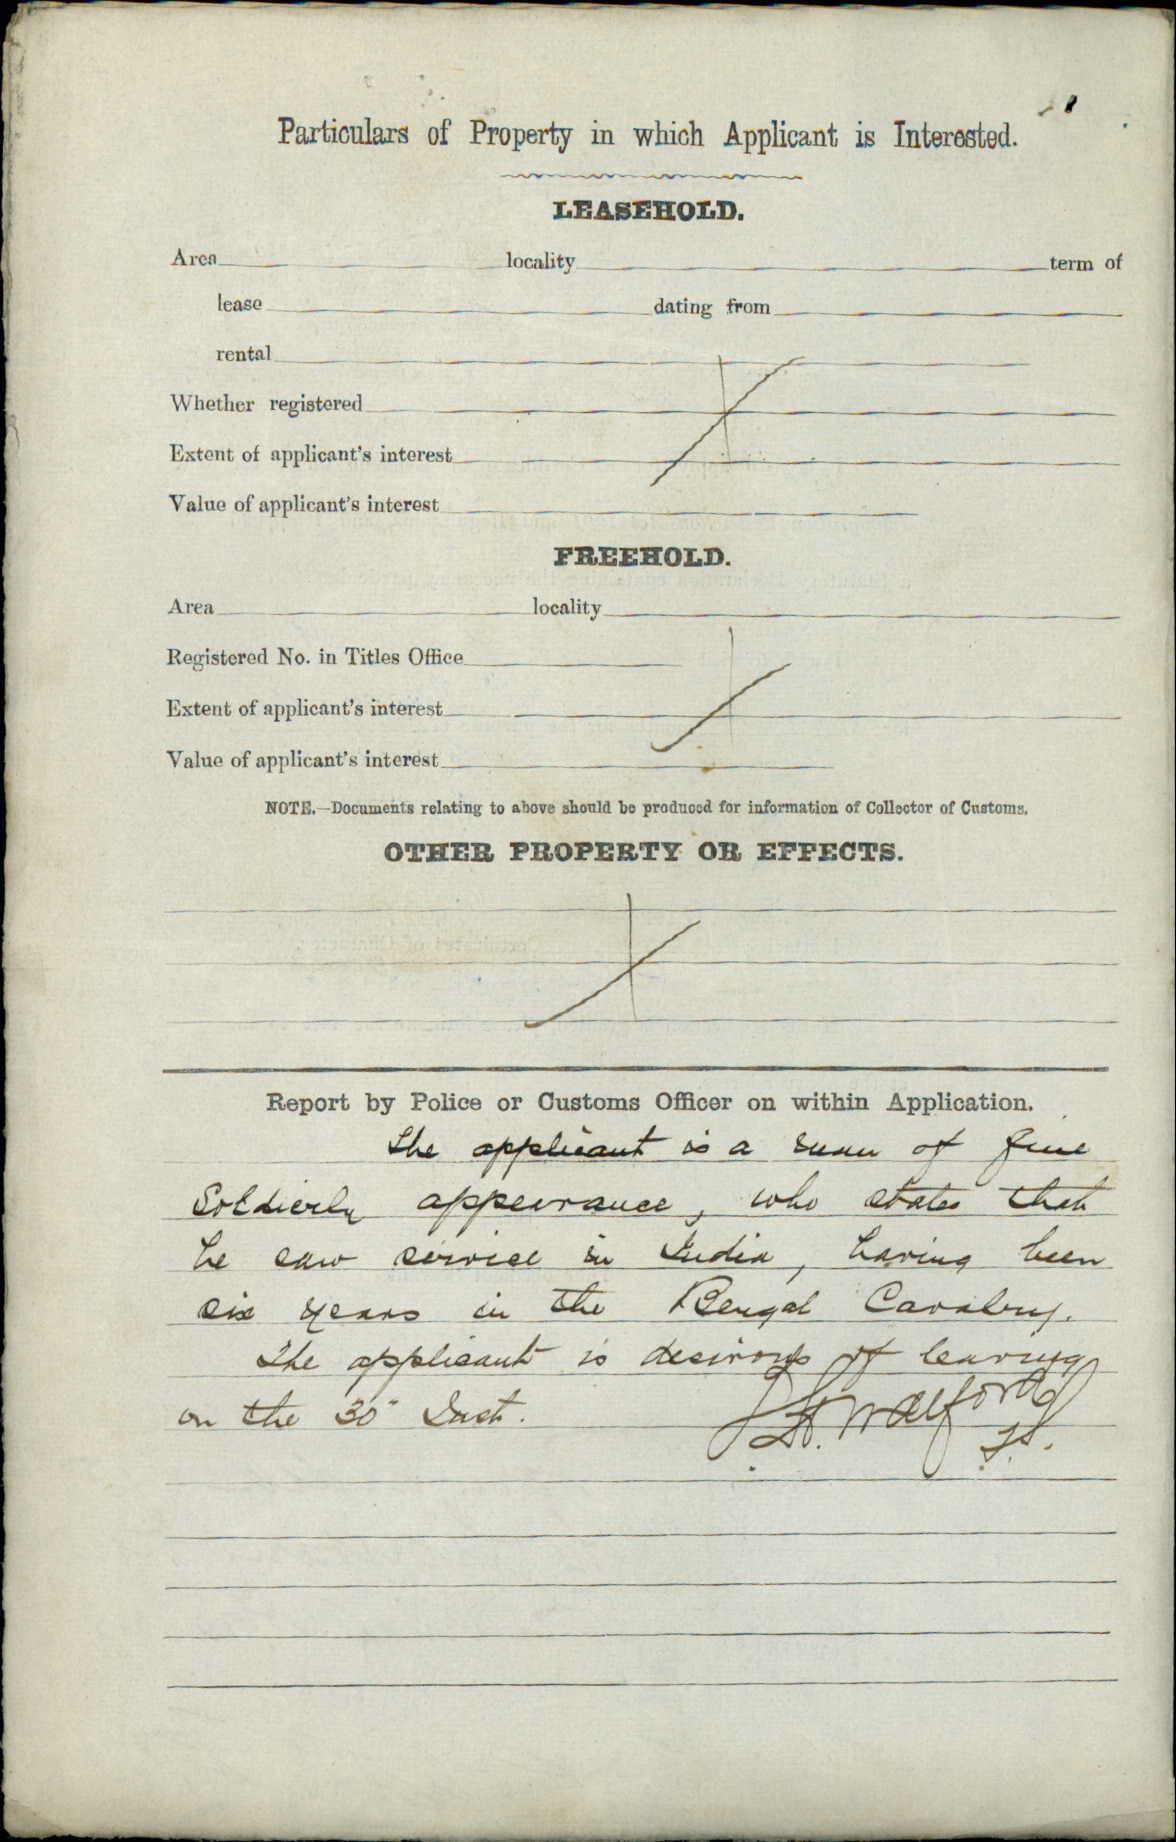 Particulars of Property in which Applicant is Interested.
LEASEHOLD.
Area locality term of
lease dating from
rental
Whether registered
Extent of applicant's interest
Value of applicant's interest
FREEHOLD.
Area locality
Registered No. in Titles Office
Extent of applicant's interest
Value of applicant's interest
NOTE.—Documents relating to above should be produced for information of Collector of Customs.
OTHER PROPERTY OR EFFECTS.
Report by Police or Customs Officer on within Application.
The applicant is a man of fine
Soldierly appearance, who states that
he saw service in India, having been
six years in the Bengal Cavalry.
The applicant is desirous of leaving
on the 30" Inst.
Walford